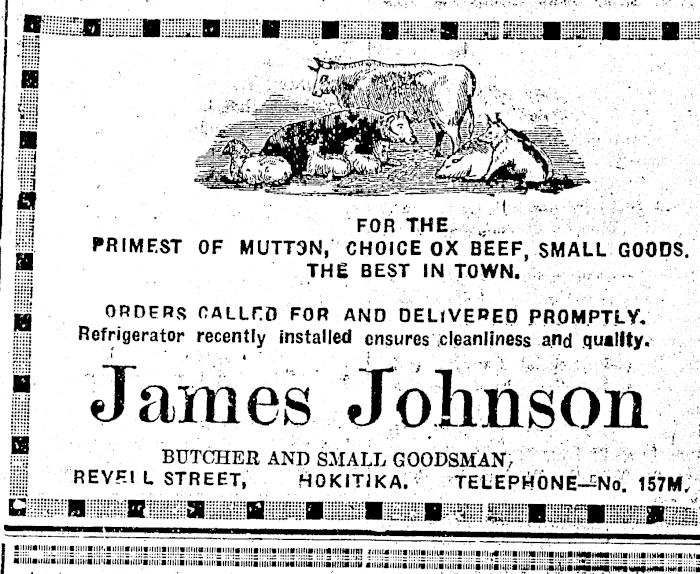 FOR THE
PRIMEST OF MUTTON, CHOICE OX BEEF, SMALL GOODS.
THE BEST IN TOWN.
ORDERS CALLED FOR AND DELIVERED PROMPTLY.
Refrigerator recently installed ensures cleanliness and quality.
James Johnson
BUTCHER AND SMALL GOODSMAN,
REVELL STREET, HOKITIKA. TELEPHONE—No. 157M.